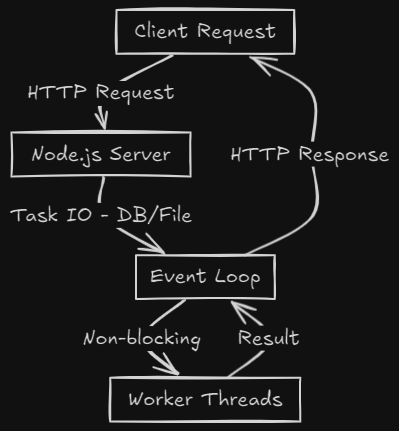 Client Request
HTTP Request
Node.js Server
HTTP Response
Task IO - DB/File
Event Loop
Non-blocking
Result
Worker Threads